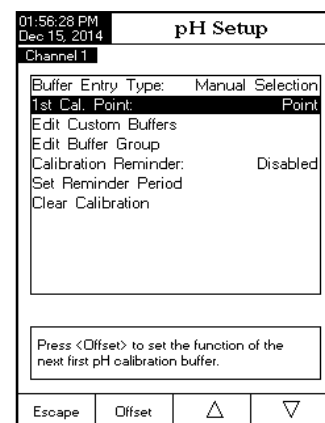 01:56:28 PM
Dec 15, 2014
pH Setup
Channel 1
Buffer Entry Type: Manual Selection
1st Cal. Point: Point
Edit Custom Buffers
Edit Buffer Group
Calibration Reminder: Disabled
Set Reminder Period
Clear Calibration
Press <Offset> to set the function of the
next first pH calibration buffer.
Escape Offset △ ▽